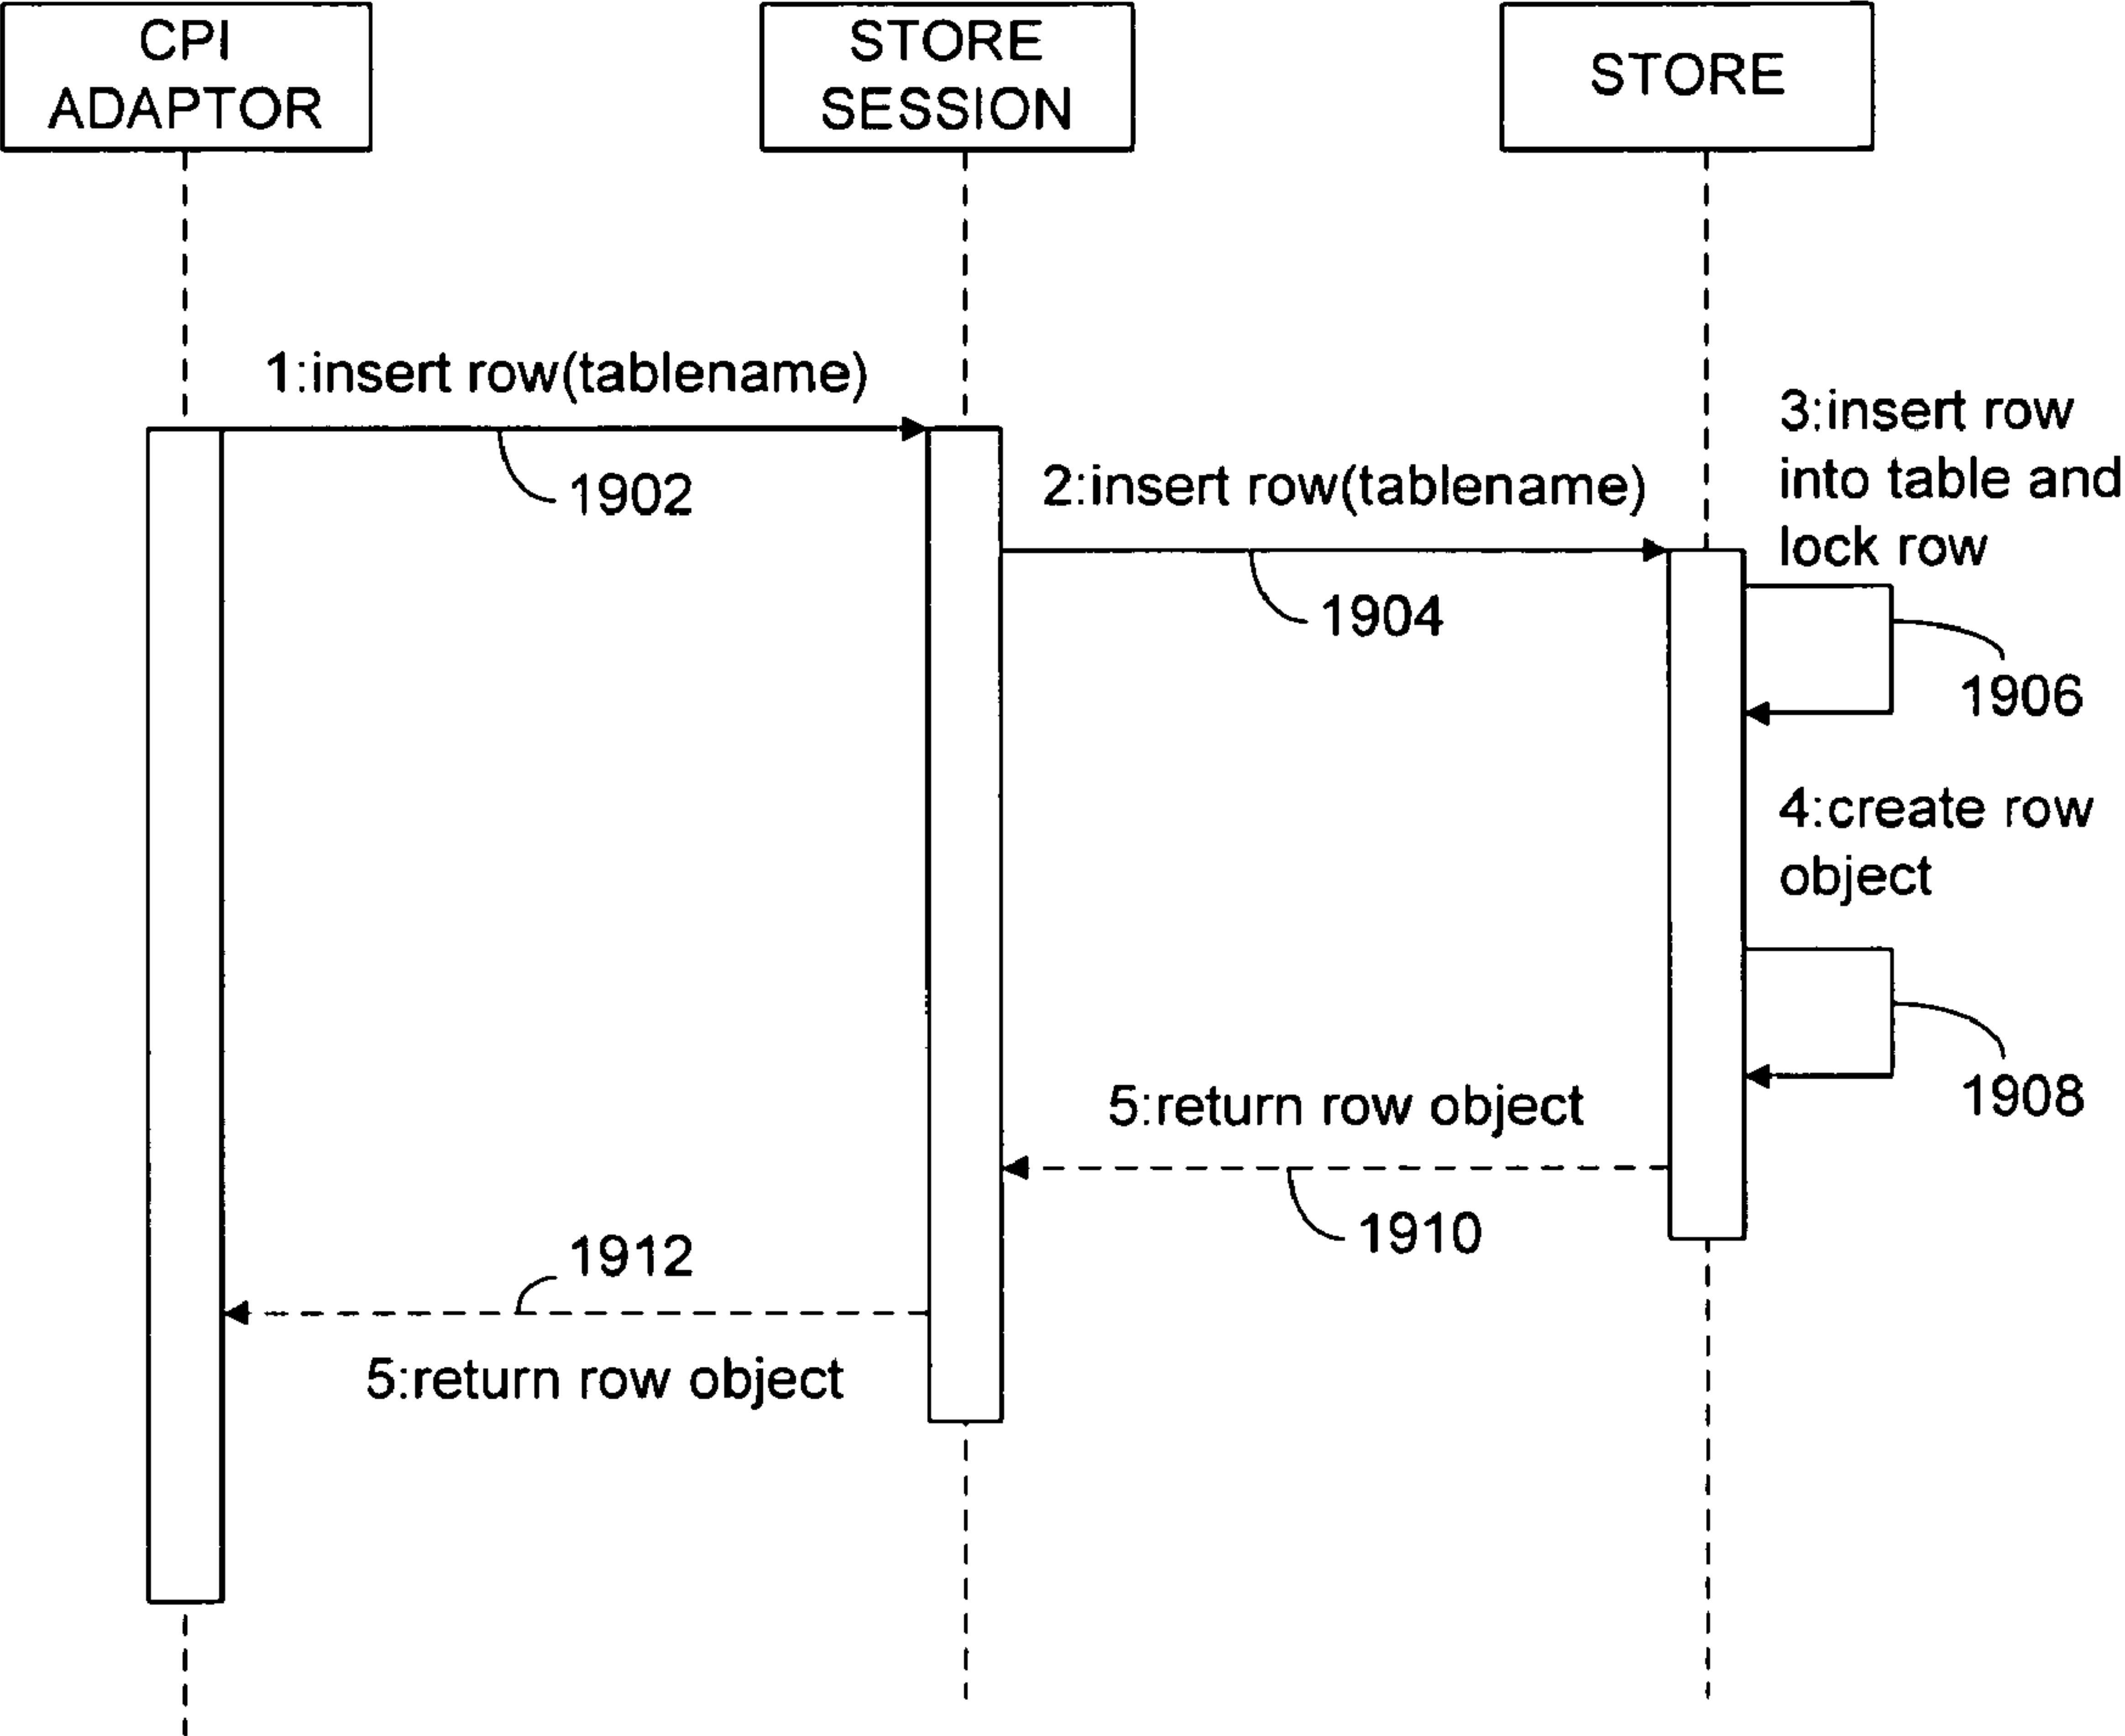 CPI
ADAPTOR
STORE
SESSION
STORE
1:insert row(tablename)
1902
2:insert row(tablename)
1904
3:insert row
into table and
lock row
1906
4:create row
object
1908
5:return row object
1910
1912
5:return row object